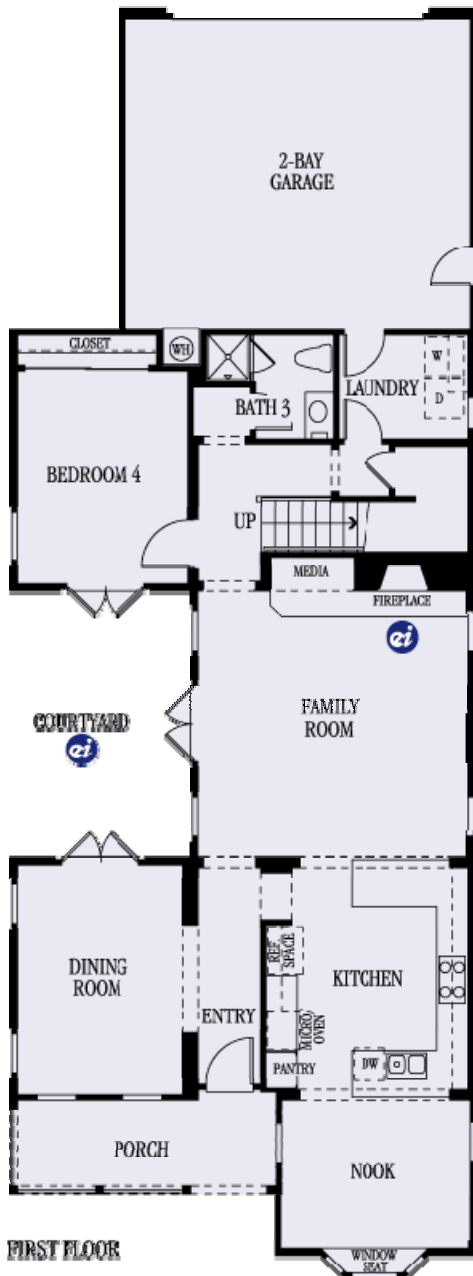 2-BAY
GARAGE
CLOSET
WH
BATH 3
LAUNDRY
W
D
BEDROOM 4
UP
MEDIA
FIREPLACE
ei
FAMILY
ROOM
COURTYARD
ei
DINING
ROOM
ENTRY
REF
SPACE
KITCHEN
MICRO/
OVEN
PANTRY
DW
PORCH
NOOK
WINDOW
SEAT
FIRST FLOOR